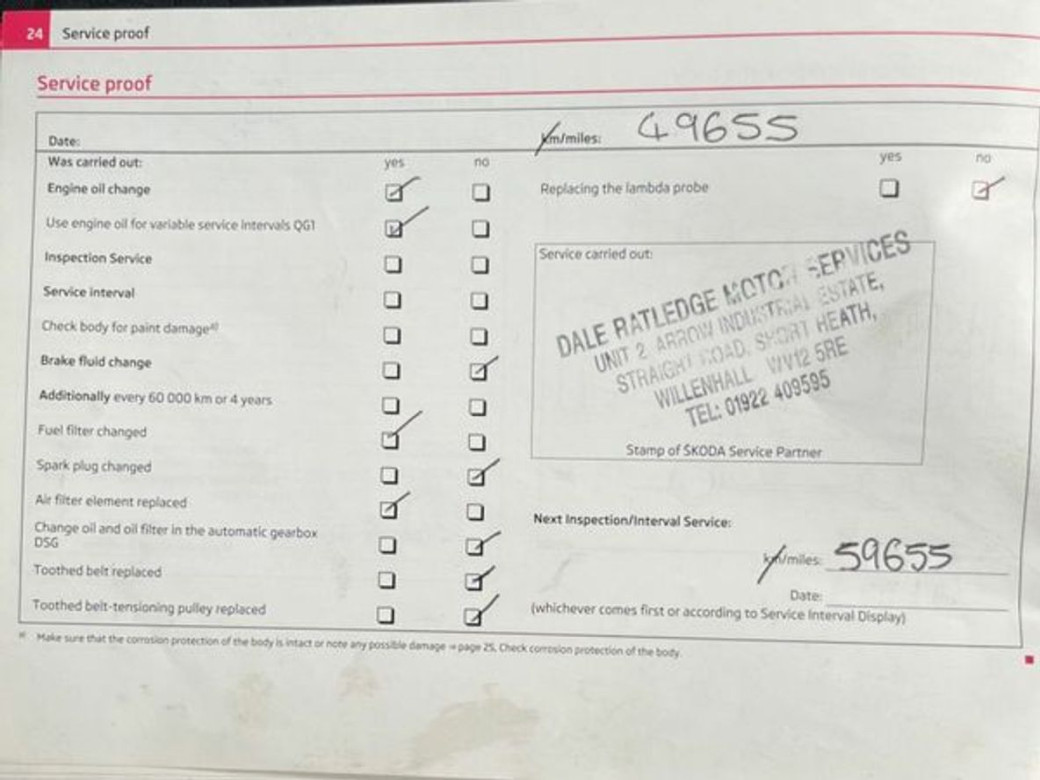 24 Service proof
Service proof
Date:
km/miles: 49655
Was carried out: yes no
yes no
Engine oil change
Replacing the lambda probe
Use engine oil for variable service intervals QG1
Inspection Service
Service interval
Check body for paint damage a)
Brake fluid change
Additionally every 60 000 km or 4 years
Fuel filter changed
Spark plug changed
Air filter element replaced
Change oil and oil filter in the automatic gearbox
DSG
Toothed belt replaced
Toothed belt-tensioning pulley replaced
Service carried out:
DALE RATLEDGE MOTOR SERVICES
UNIT 2, ARROW INDUSTRIAL ESTATE,
STRAIGHT ROAD, SHORT HEATH,
WILLENHALL WV12 5RE
TEL: 01922 409595
Stamp of ŠKODA Service Partner
Next Inspection/Interval Service:
km/miles: 59655
Date:
(whichever comes first or according to Service Interval Display)
a) Make sure that the corrosion protection of the body is intact or note any possible damage ⇒ page 25, Check corrosion protection of the body.